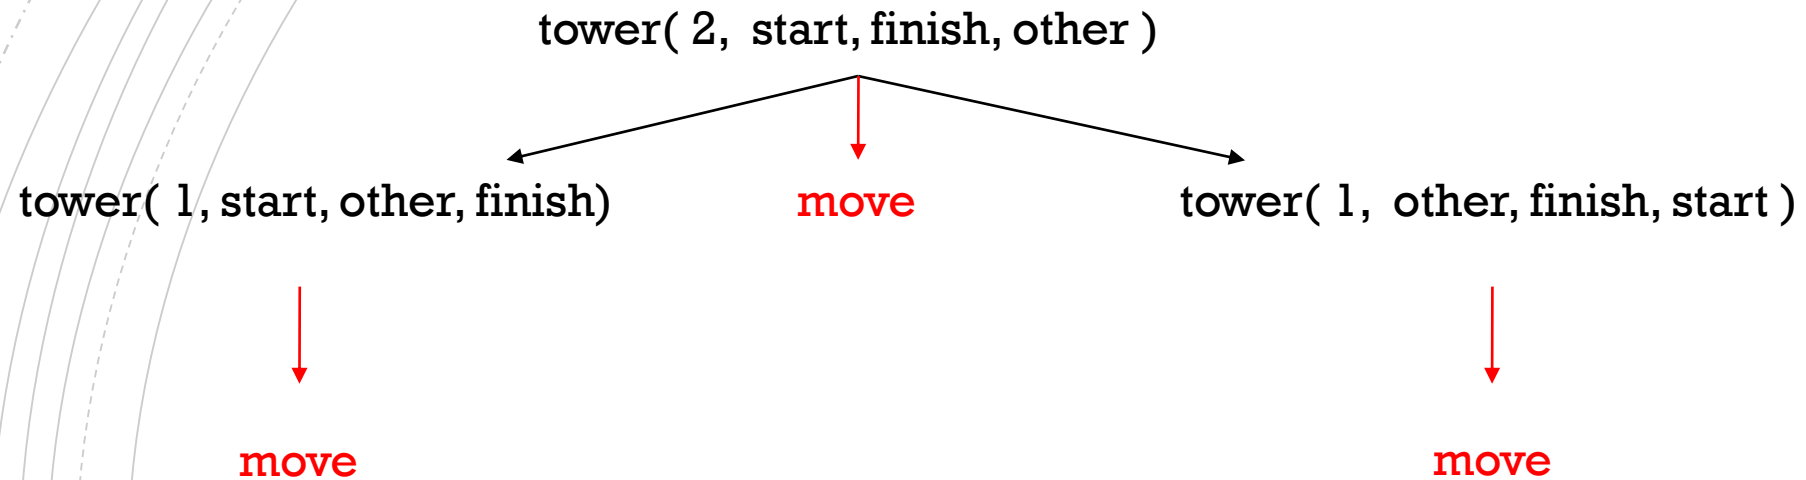 tower( 2, start, finish, other )
tower( 1, start, other, finish) move tower( 1, other, finish, start )
move move